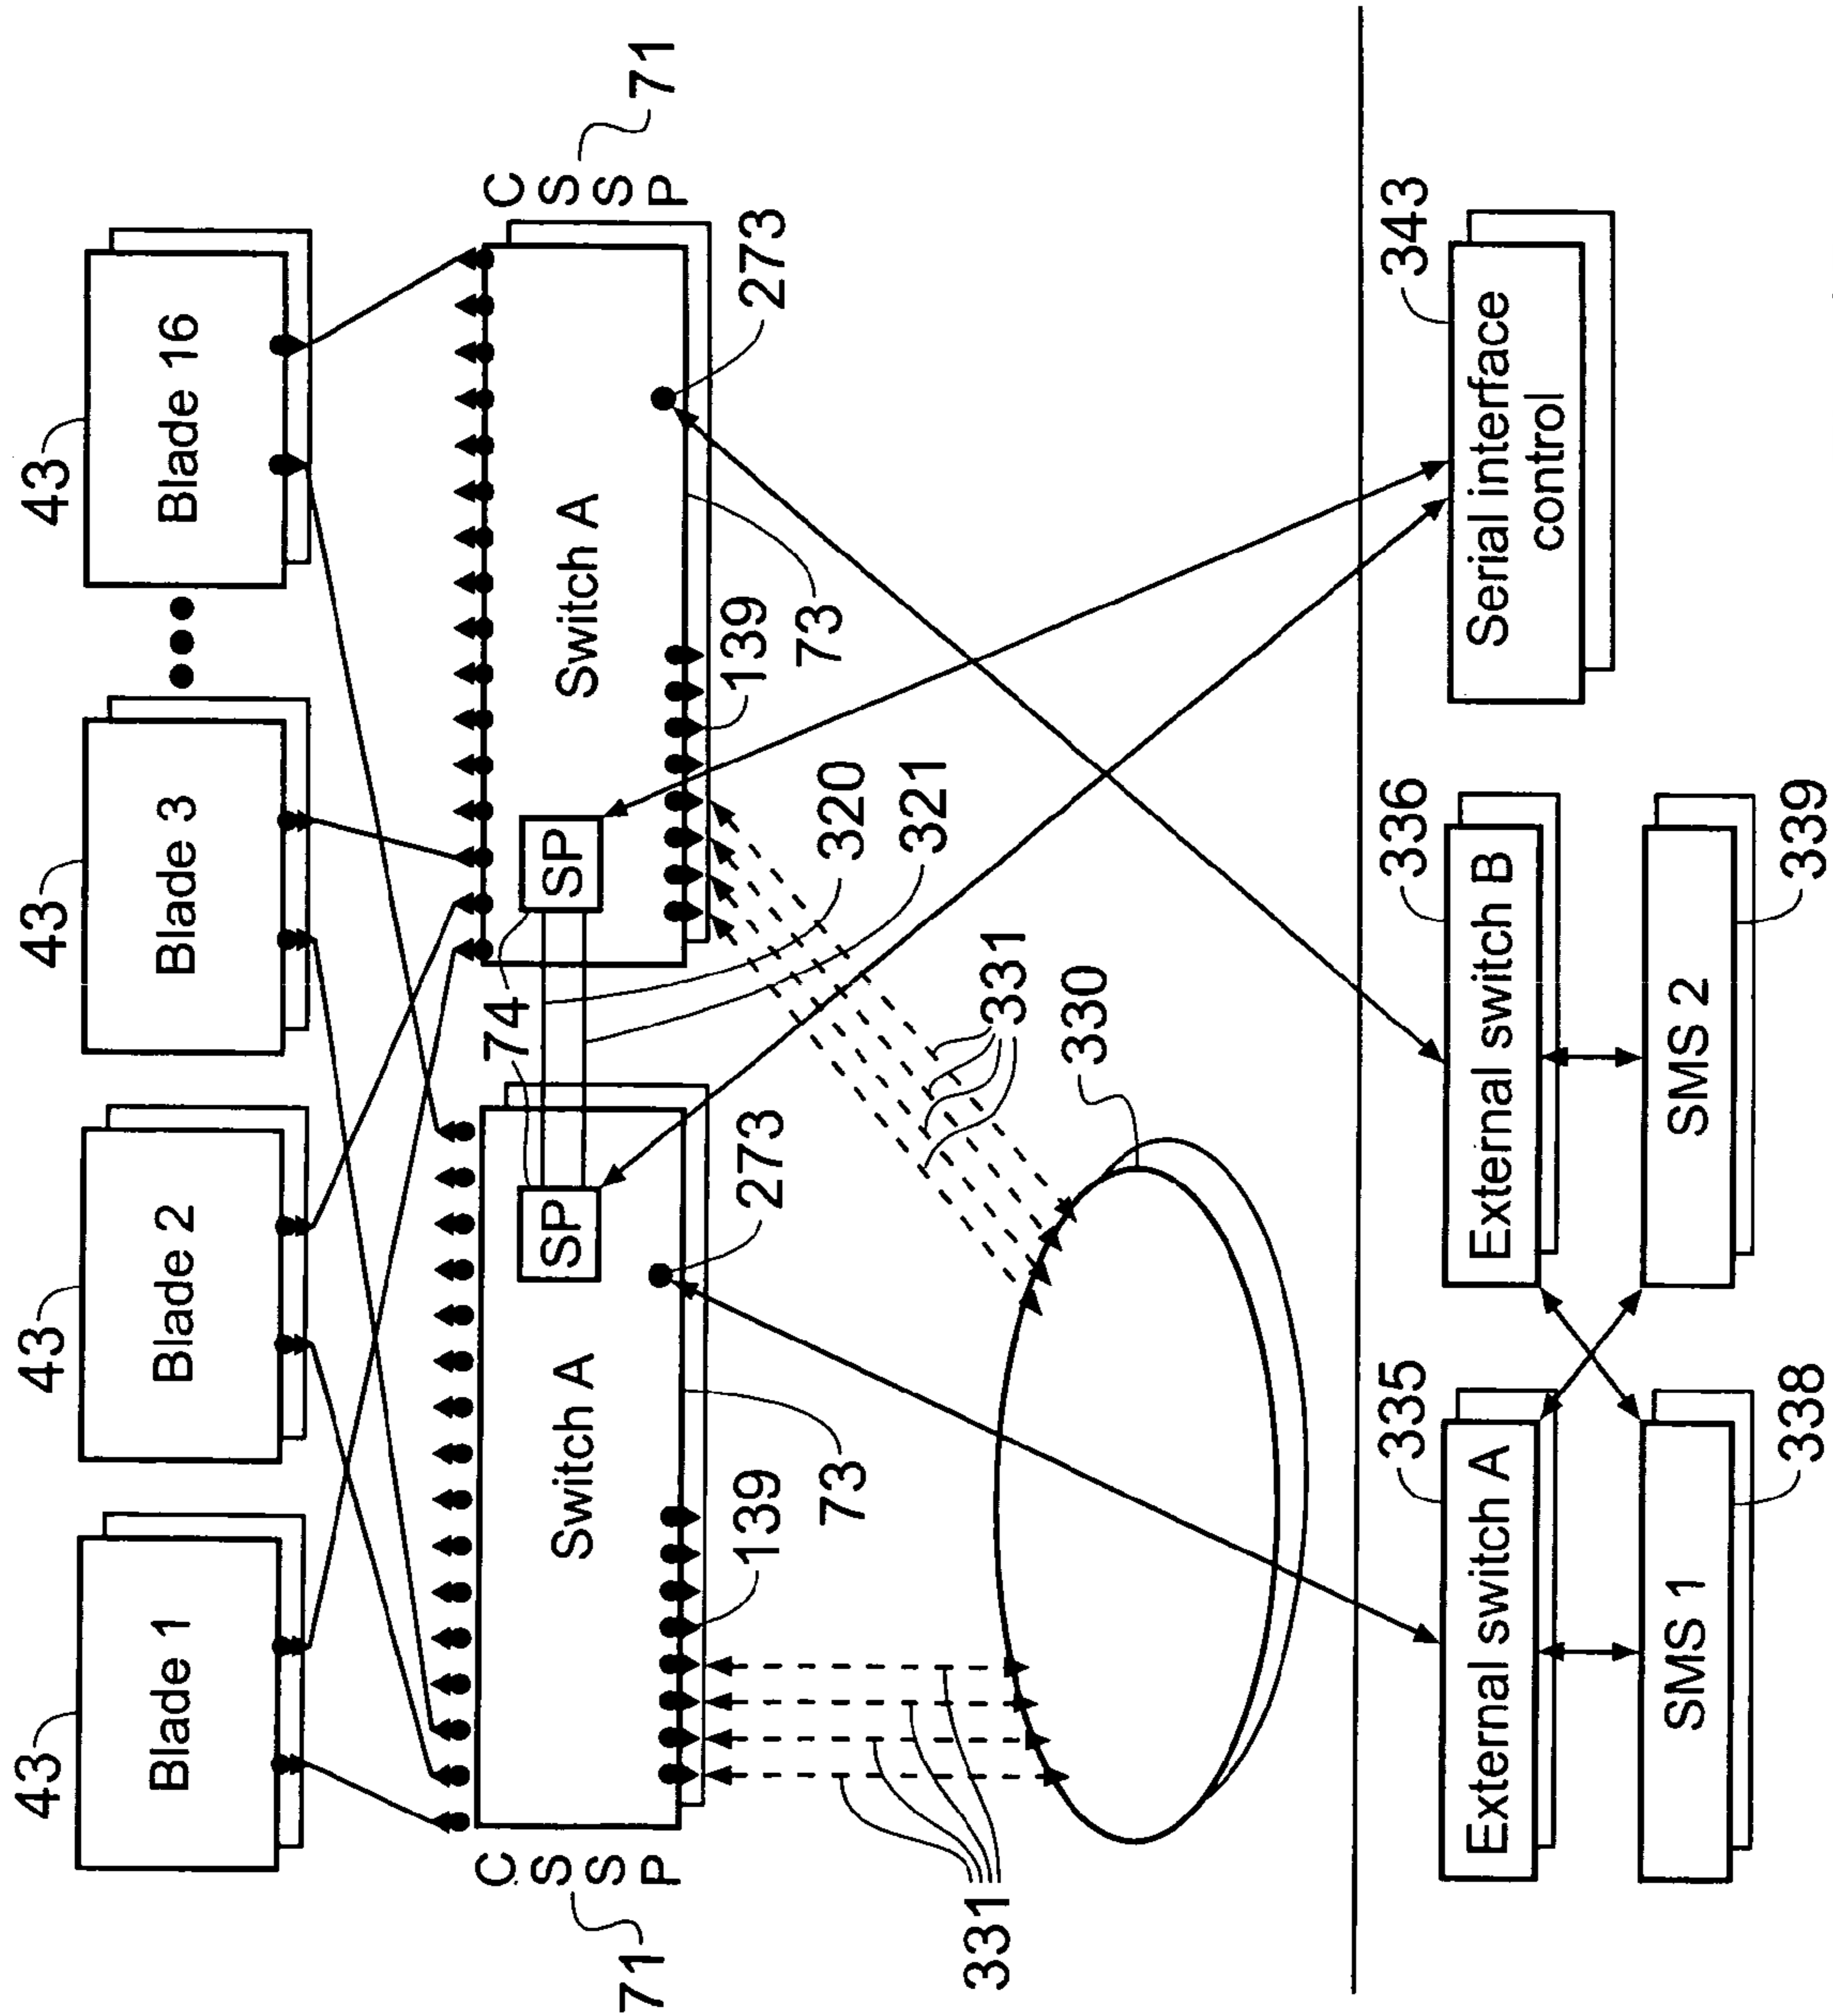 43
43
43
43
Blade 1
Blade 2
Blade 3
Blade 16
71
C
S
S
P
Switch A
SP
74
SP
Switch A
C
S
S
P
71
139
73
273
320
321
139
73
273
331
331
330
335
336
343
External switch A
External switch B
Serial interface
control
SMS 1
SMS 2
338
339